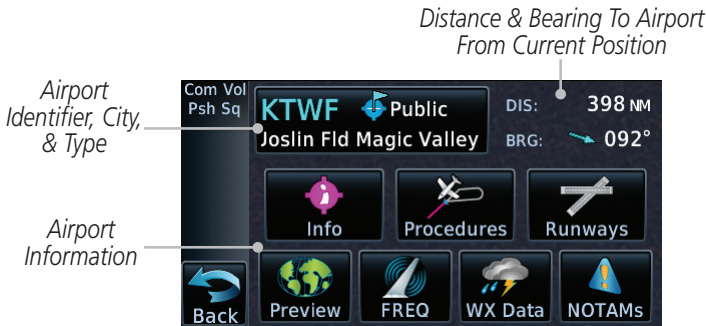 Distance & Bearing To Airport
From Current Position
Airport
Identifier, City,
& Type
Com Vol
Psh Sq
KTWF Public
Joslin Fld Magic Valley
DIS: 398 NM
BRG: 092°
Airport
Information
Info
Procedures
Runways
Back
Preview
FREQ
WX Data
NOTAMs